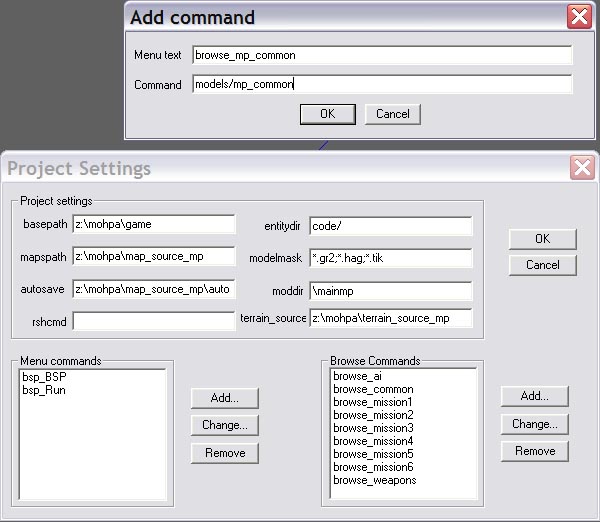 Add command
Menu text browse_mp_common
Command models/mp_common
OK Cancel
Project Settings
Project settings
basepath z:\mohpa\game entitydir code/
mapspath z:\mohpa\map_source_mp modelmask *.gr2;*.hag;*.tik
autosave z:\mohpa\map_source_mp\auto moddir \mainmp
rshcmd terrain_source z:\mohpa\terrain_source_mp
OK
Cancel
Menu commands
bsp_BSP
bsp_Run
Add...
Change...
Remove
Browse Commands
browse_ai
browse_common
browse_mission1
browse_mission2
browse_mission3
browse_mission4
browse_mission5
browse_mission6
browse_weapons
Add...
Change...
Remove